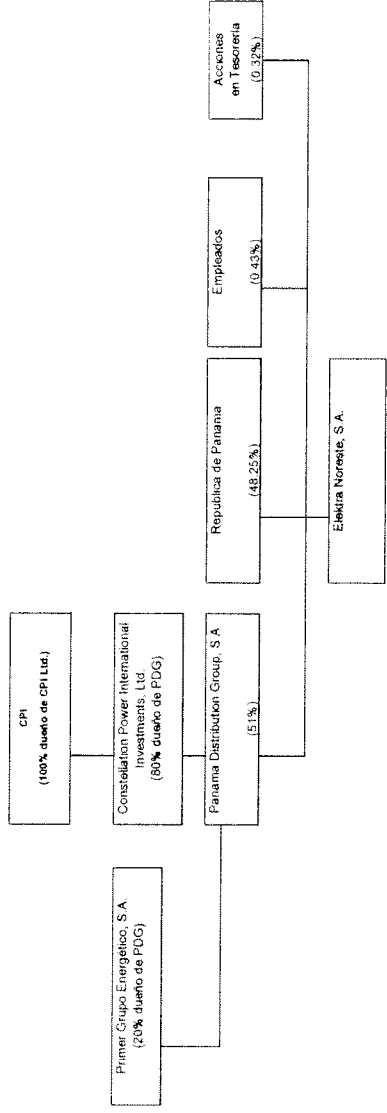 CPI
(100% dueño de CPI Ltd.)
Primer Grupo Energético, S.A.
(20% dueño de PDG)
Constellation Power International
Investments, Ltd.
(80% dueño de PDG)
Panama Distribution Group, S.A
(51%)
Republica de Panama
(48.25%)
Empleados
(0.43%)
Acciones
en Tesorería
(0.32%)
Elektra Noreste, S.A.